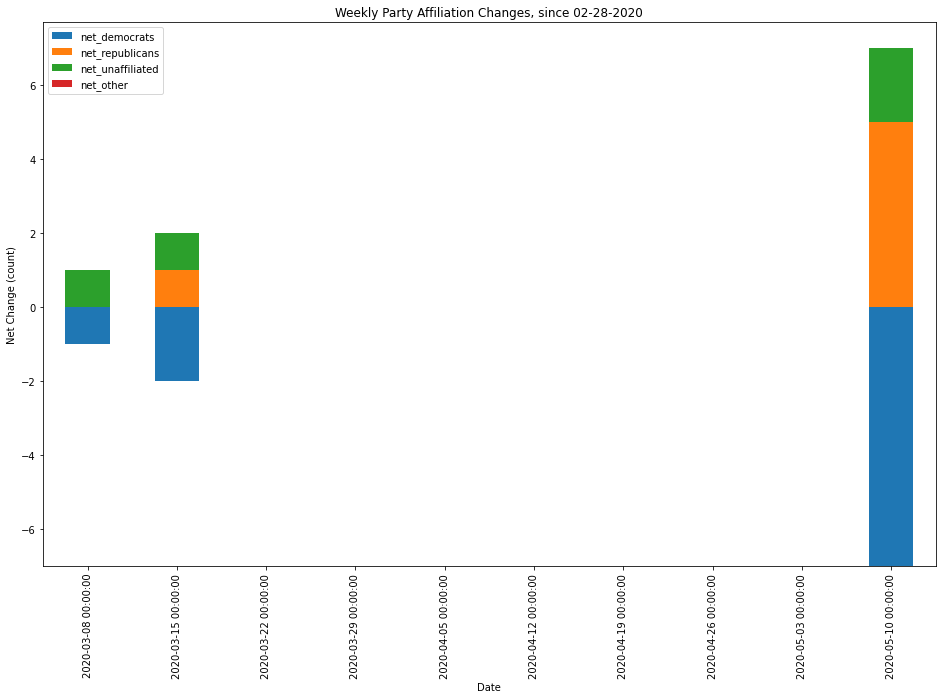 Weekly Party Affiliation Changes, since 02-28-2020
net_democrats
net_republicans
net_unaffiliated
net_other
Net Change (count)
6
4
2
0
−2
−4
−6
2020-03-08 00:00:00
2020-03-15 00:00:00
2020-03-22 00:00:00
2020-03-29 00:00:00
2020-04-05 00:00:00
2020-04-12 00:00:00
2020-04-19 00:00:00
2020-04-26 00:00:00
2020-05-03 00:00:00
2020-05-10 00:00:00
Date